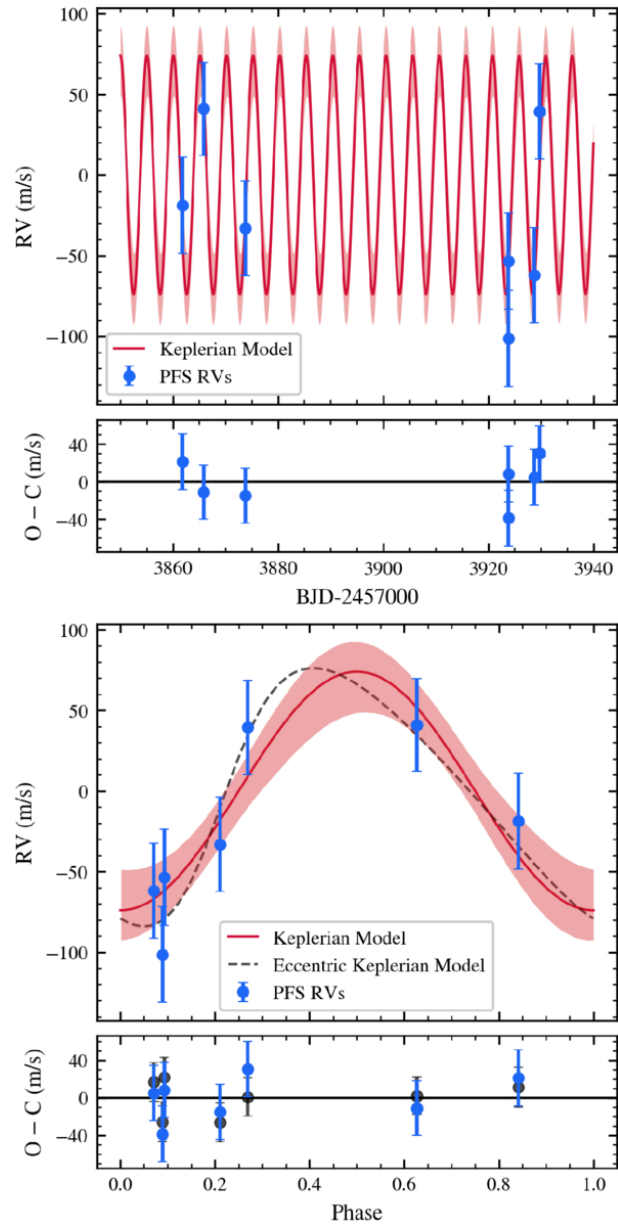 100
50
0
−50
−100
RV (m/s)
Keplerian Model
PFS RVs
40
0
−40
O − C (m/s)
3860 3880 3900 3920 3940
BJD-2457000
100
50
0
−50
−100
RV (m/s)
Keplerian Model
Eccentric Keplerian Model
PFS RVs
40
0
−40
O − C (m/s)
0.0 0.2 0.4 0.6 0.8 1.0
Phase